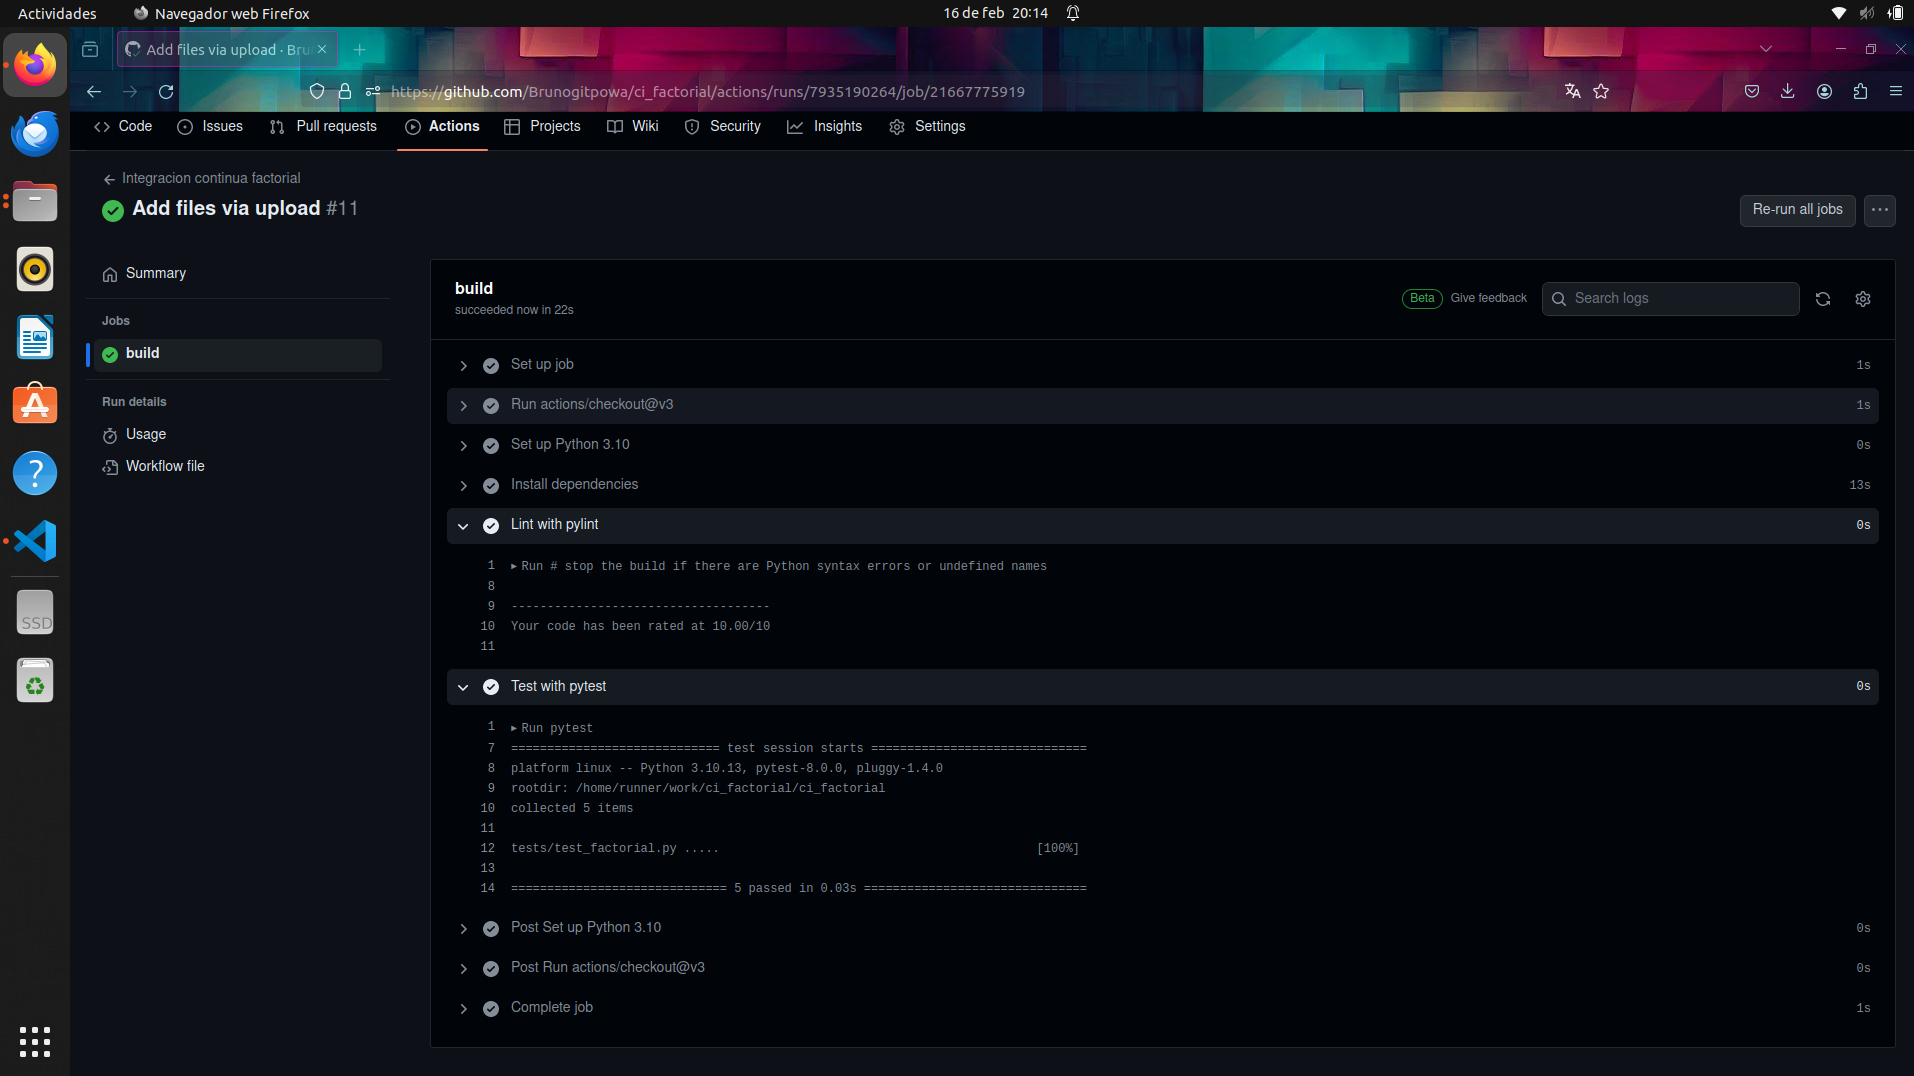 Actividades
Navegador web Firefox
16 de feb 20:14
Add files via upload · Brun
https://github.com/Brunogitpowa/ci_factorial/actions/runs/7935190264/job/21667775919
Code
Issues
Pull requests
Actions
Projects
Wiki
Security
Insights
Settings
Integracion continua factorial
Add files via upload #11
Re-run all jobs
Summary
Jobs
build
Run details
Usage
Workflow file
build
succeeded now in 22s
Beta
Give feedback
Search logs
Set up job 1s
Run actions/checkout@v3 1s
Set up Python 3.10 0s
Install dependencies 13s
Lint with pylint 0s
1 ▸ Run # stop the build if there are Python syntax errors or undefined names
8
9 ------------------------------------
10 Your code has been rated at 10.00/10
11
Test with pytest 0s
1 ▸ Run pytest
7 ============================= test session starts ==============================
8 platform linux -- Python 3.10.13, pytest-8.0.0, pluggy-1.4.0
9 rootdir: /home/runner/work/ci_factorial/ci_factorial
10 collected 5 items
11
12 tests/test_factorial.py ..... [100%]
13
14 ============================== 5 passed in 0.03s ===============================
Post Set up Python 3.10 0s
Post Run actions/checkout@v3 0s
Complete job 1s
SSD